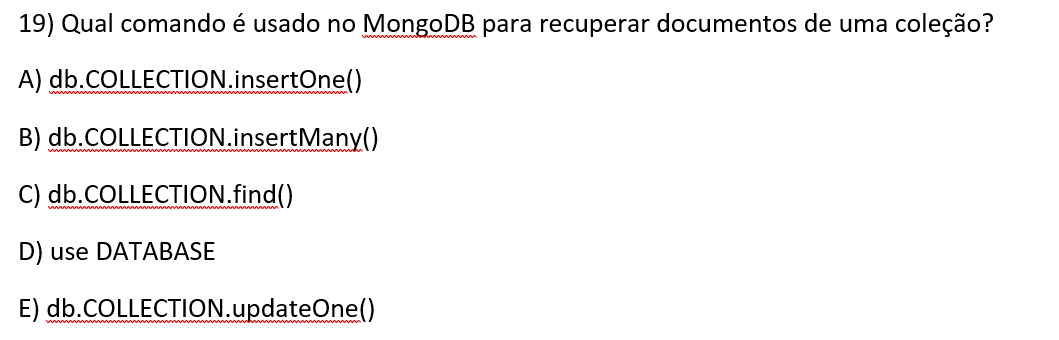 19) Qual comando é usado no MongoDB para recuperar documentos de uma coleção?
A) db.COLLECTION.insertOne()
B) db.COLLECTION.insertMany()
C) db.COLLECTION.find()
D) use DATABASE
E) db.COLLECTION.updateOne()